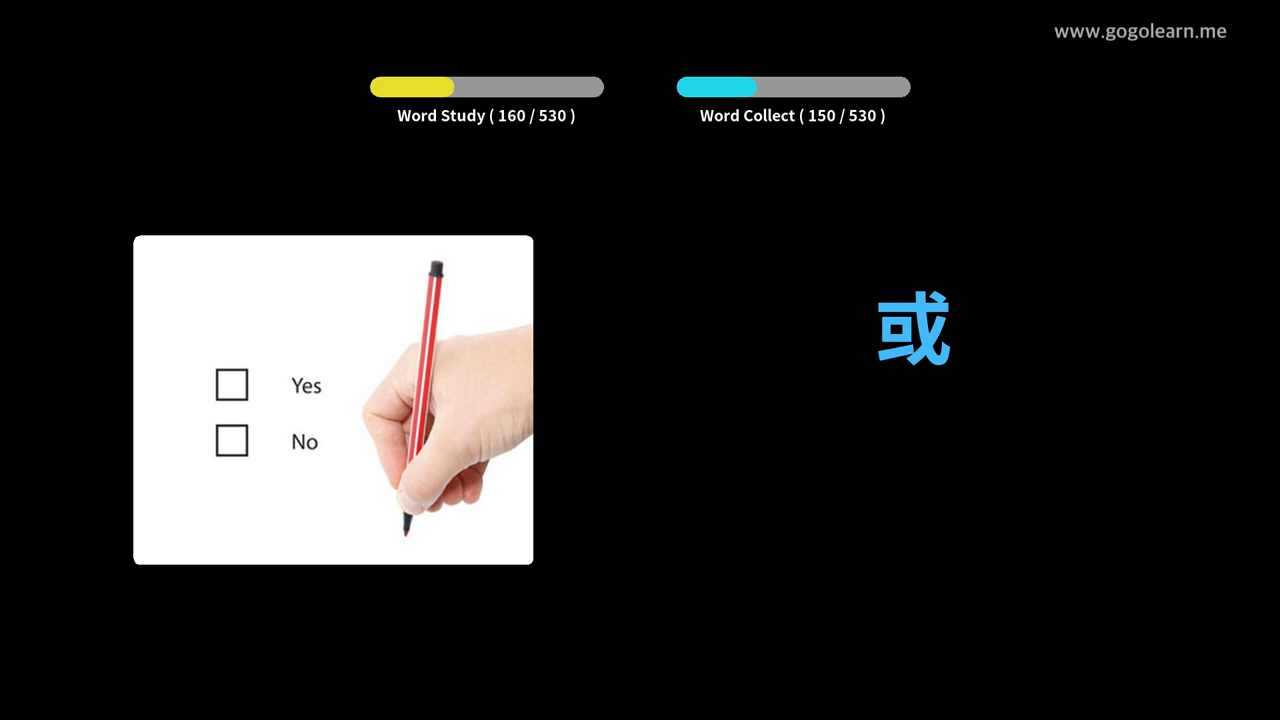 www.gogolearn.me
Word Study ( 160 / 530 )
Word Collect ( 150 / 530 )
Yes
No
或